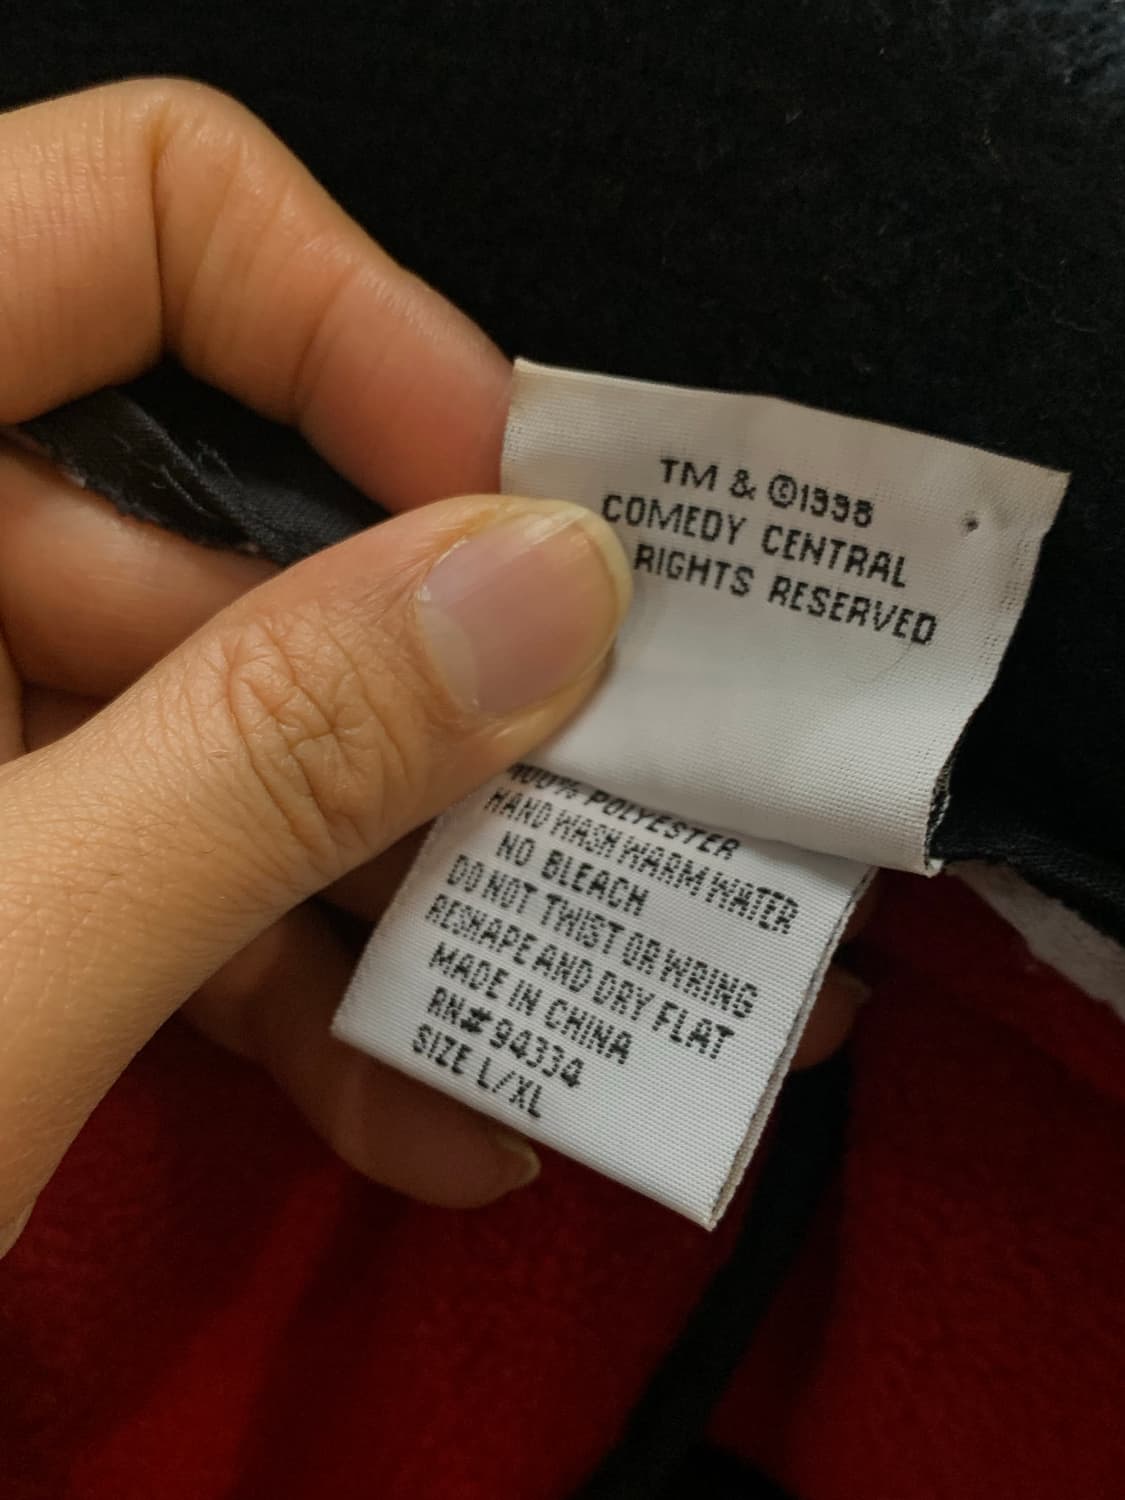 TM & ©1998
COMEDY CENTRAL
RIGHTS RESERVED
100% POLYESTER
HAND WASH WARM WATER
NO BLEACH
DO NOT TWIST OR WRING
RESHAPE AND DRY FLAT
MADE IN CHINA
RN#94334
SIZE L/XL